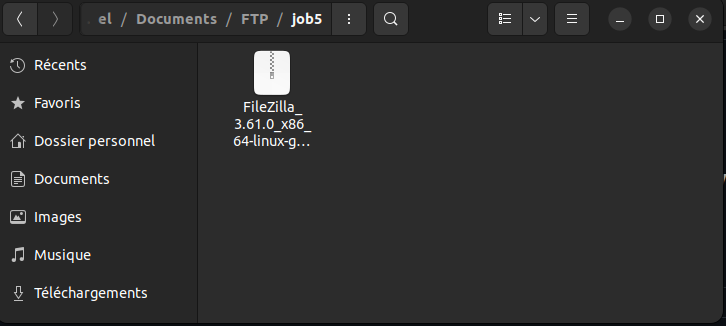 el / Documents / FTP / job5
Récents
Favoris
Dossier personnel
Documents
Images
Musique
Téléchargements
FileZilla_
3.61.0_x86_
64-linux-g...